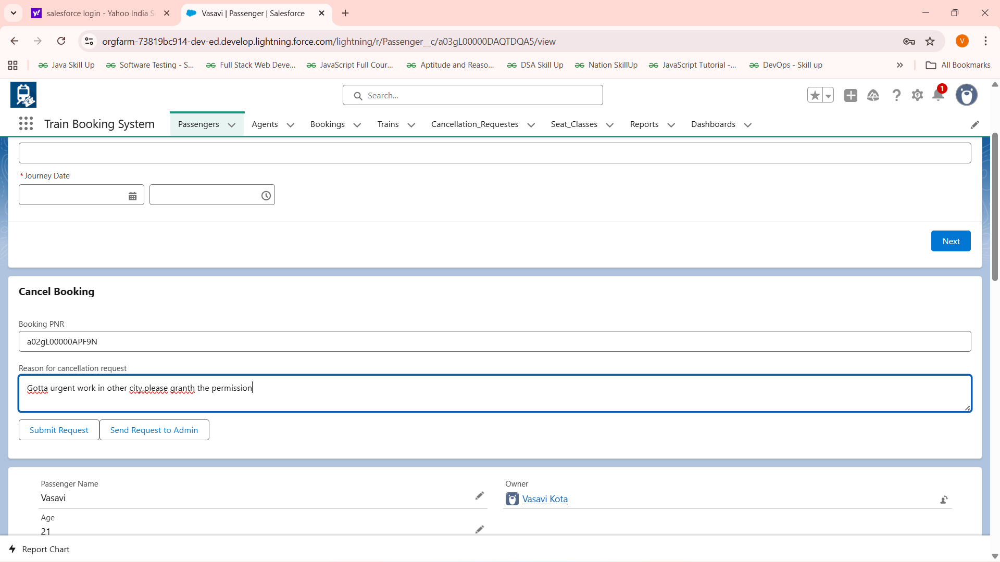 salesforce login - Yahoo India S
Vasavi | Passenger | Salesforce
orgfarm-73819bc914-dev-ed.develop.lightning.force.com/lightning/r/Passenger__c/a03gL00000DAQTDQA5/view
V
Java Skill Up
Software Testing - S...
Full Stack Web Deve...
JavaScript Full Cour...
Aptitude and Reaso...
DSA Skill Up
Nation SkillUp
JavaScript Tutorial -...
DevOps - Skill up
All Bookmarks
Search...
1
Train Booking System
Passengers
Agents
Bookings
Trains
Cancellation_Requestes
Seat_Classes
Reports
Dashboards
*Journey Date
Next
Cancel Booking
Booking PNR
a02gL00000APF9N
Reason for cancellation request
Gotta urgent work in other city,please granth the permission
Submit Request
Send Request to Admin
Passenger Name
Vasavi
Owner
Vasavi Kota
Age
21
Report Chart